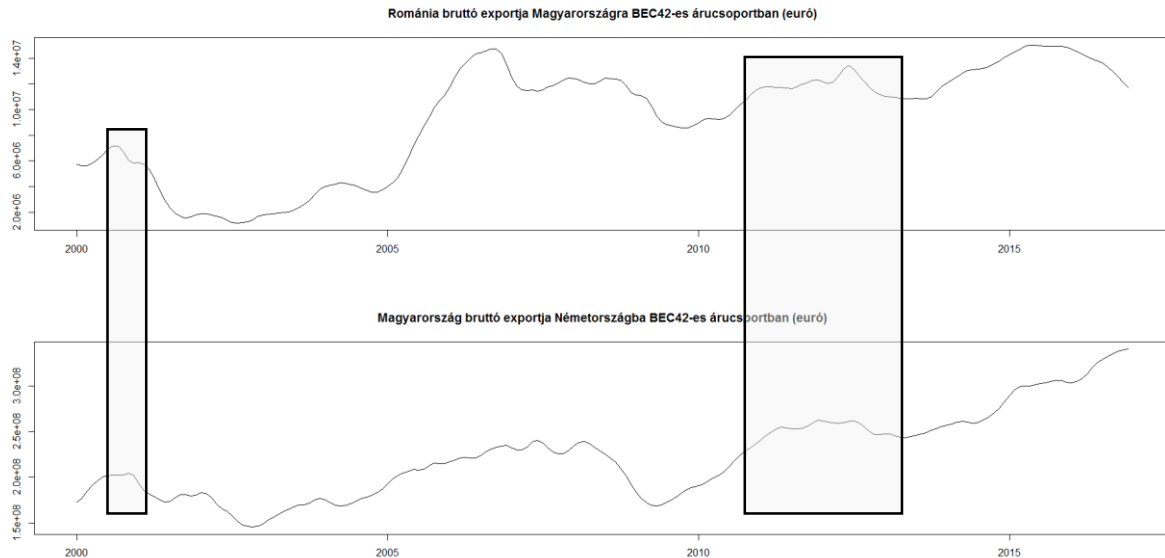 Románia bruttó exportja Magyarországra BEC42-es árucsoportban (euró)
1.4e+07
1.0e+07
6.0e+06
2.0e+06
2000 2005 2010 2015
Magyarország bruttó exportja Németországba BEC42-es árucsoportban (euró)
3.0e+08
2.5e+08
2.0e+08
1.5e+08
2000 2005 2010 2015